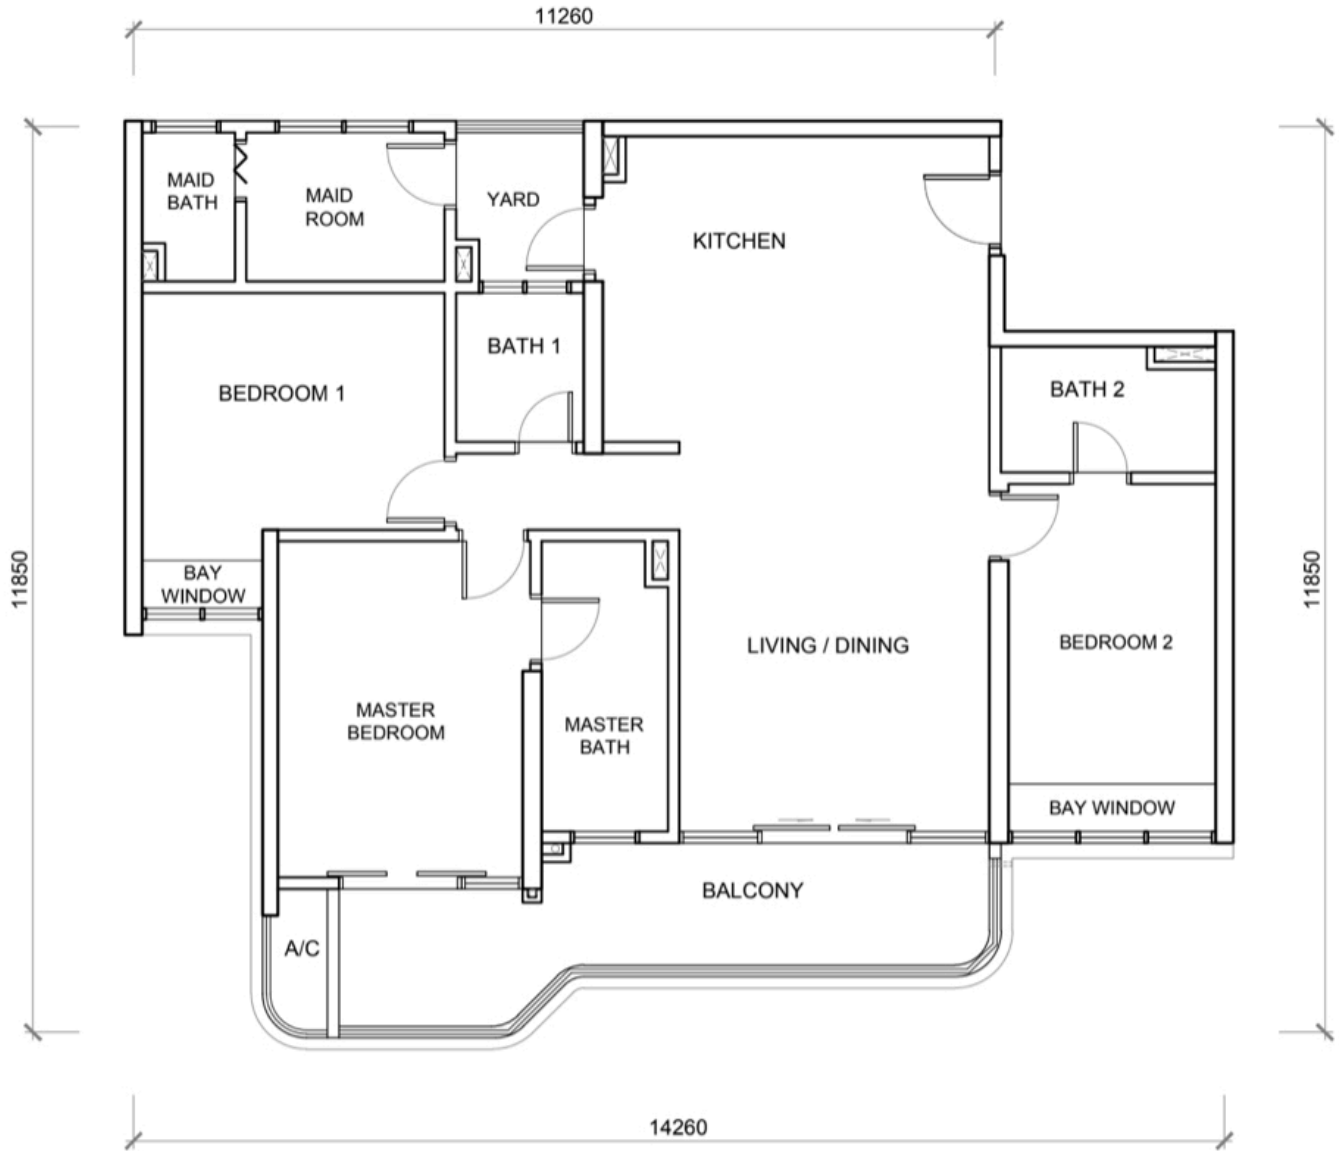 11260
MAID
BATH
MAID
ROOM
YARD
KITCHEN
BATH 1
BEDROOM 1
BATH 2
11850
11850
BAY
WINDOW
LIVING / DINING
BEDROOM 2
MASTER
BEDROOM
MASTER
BATH
BAY WINDOW
BALCONY
A/C
14260